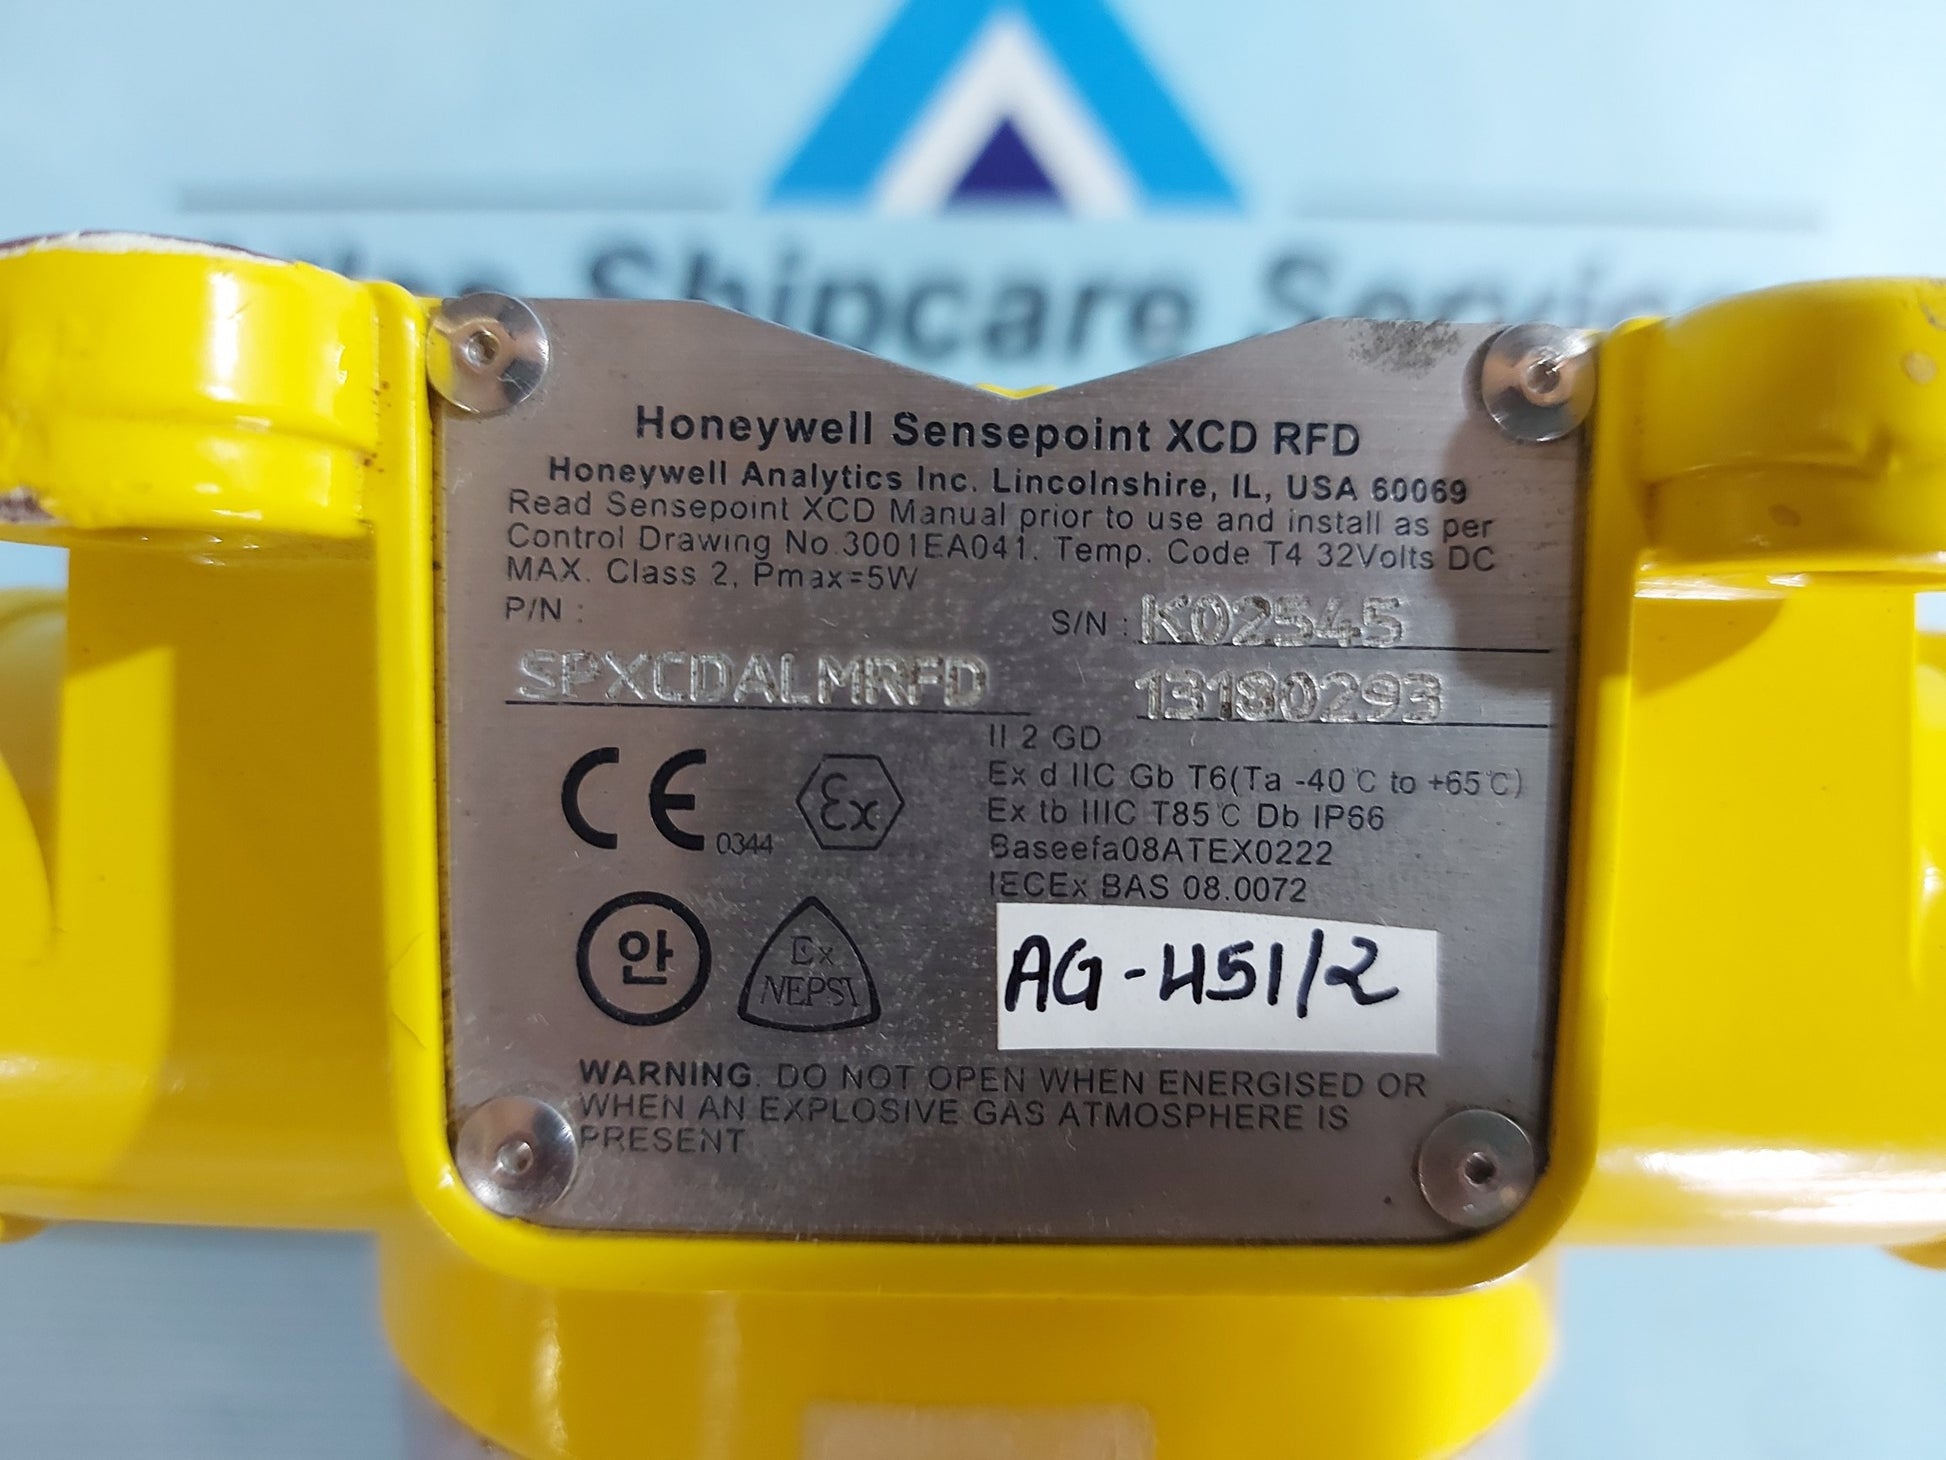 Shipcare Service
Honeywell Sensepoint XCD RFD
Honeywell Analytics Inc. Lincolnshire, IL, USA 60069
Read Sensepoint XCD Manual prior to use and install as per
Control Drawing No.3001EA041. Temp. Code T4 32Volts DC
MAX. Class 2, Pmax=5W
P/N : S/N : K02545
SPXCDALMRFD 13180293
II 2 GD
Ex d IIC Gb T6(Ta -40°C to +65°C)
Ex tb IIIC T85°C Db IP66
CE 0344 Ex
Baseefa08ATEX0222
IECEx BAS 08.0072
안
Ex
NEPSI
AG-451/2
WARNING. DO NOT OPEN WHEN ENERGISED OR
WHEN AN EXPLOSIVE GAS ATMOSPHERE IS
PRESENT